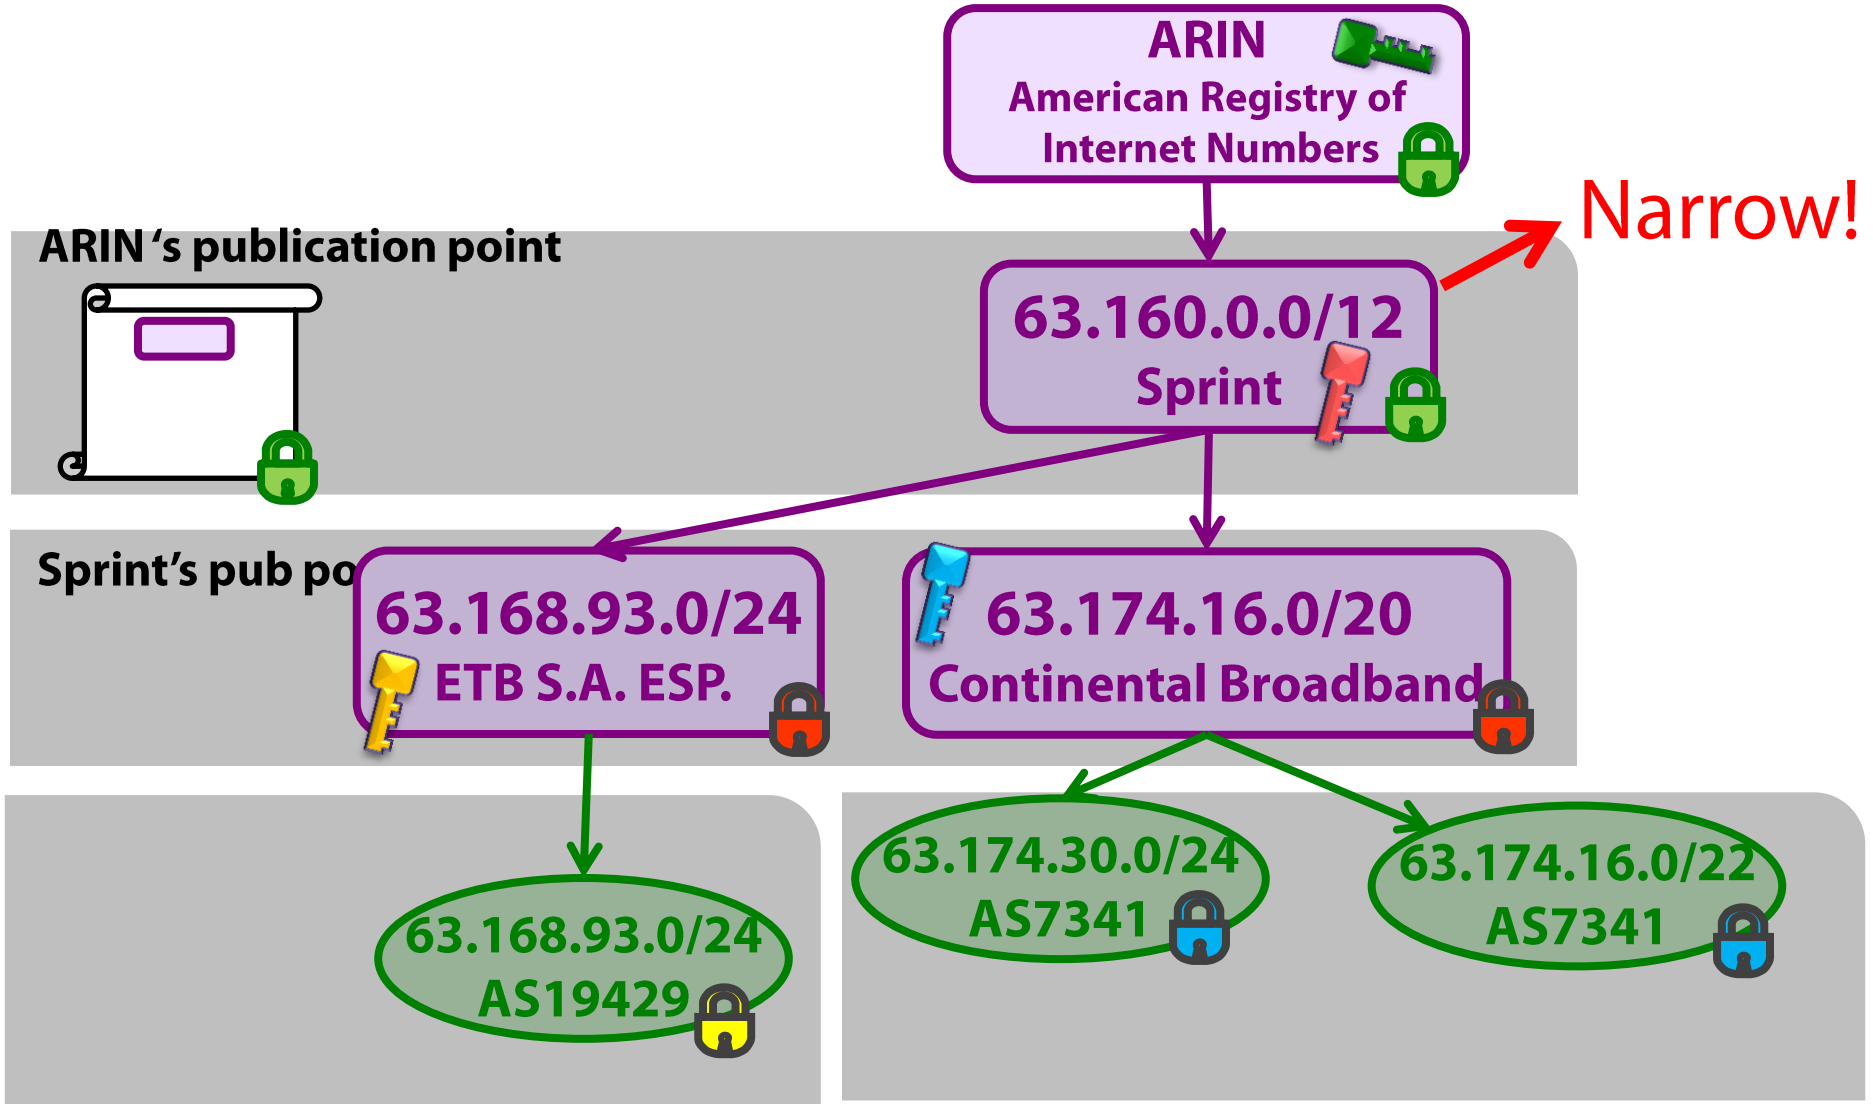 ARIN
American Registry of
Internet Numbers
Narrow!
ARIN ‘s publication point
63.160.0.0/12
Sprint
Sprint’s pub po
63.168.93.0/24
ETB S.A. ESP.
63.174.16.0/20
Continental Broadband
63.174.30.0/24
AS7341
63.174.16.0/22
AS7341
63.168.93.0/24
AS19429